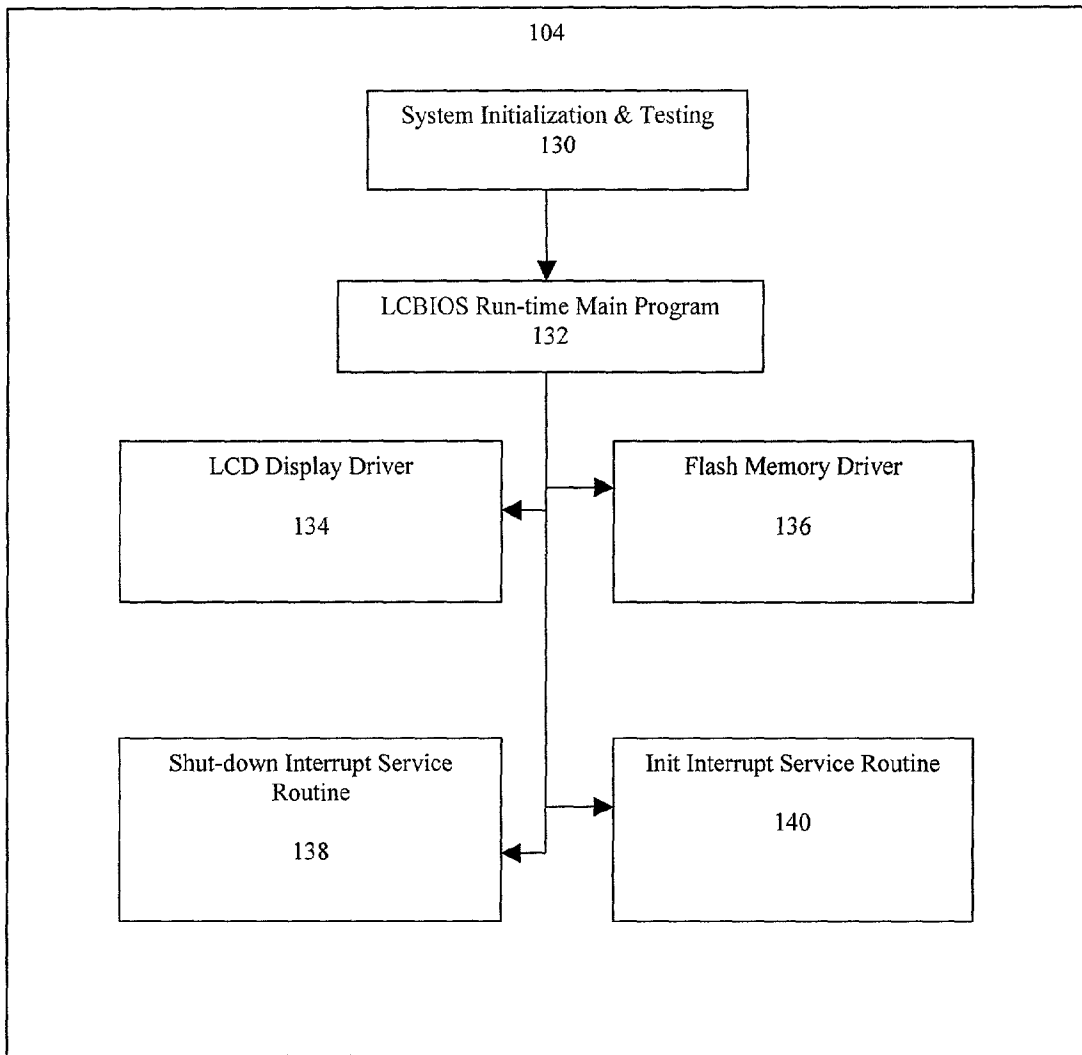 104
System Initialization & Testing
130
LCBIOS Run-time Main Program
132
LCD Display Driver
134
Flash Memory Driver
136
Shut-down Interrupt Service
Routine
138
Init Interrupt Service Routine
140